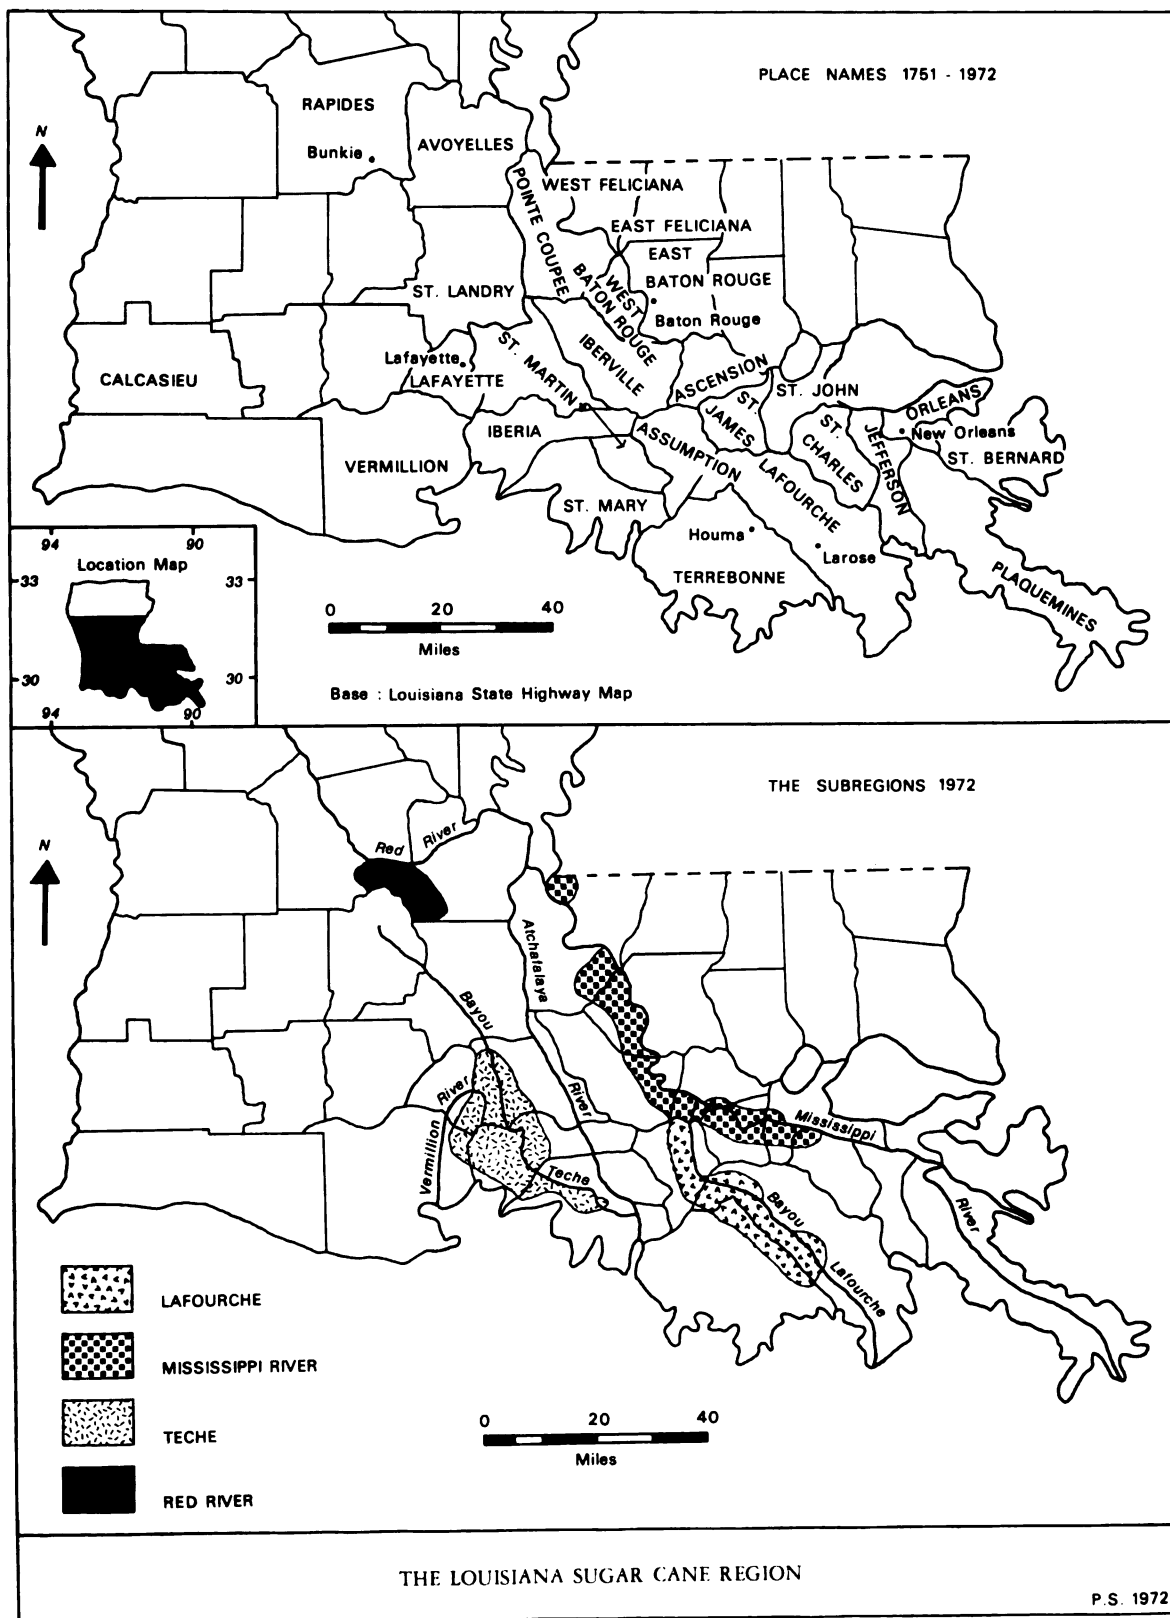 PLACE NAMES 1751 - 1972
N
RAPIDES
Bunkie
AVOYELLES
POINTE COUPEE
WEST FELICIANA
EAST FELICIANA
EAST
BATON ROUGE
WEST
BATON ROUGE
Baton Rouge
ST. LANDRY
Lafayette
LAFAYETTE
ST. MARTIN
IBERVILLE
ASCENSION
CALCASIEU
ST. JOHN
ST.
JAMES
ORLEANS
New Orleans
ST. BERNARD
IBERIA
ASSUMPTION
ST.
CHARLES
JEFFERSON
VERMILLION
LAFOURCHE
ST. MARY
Houma
Larose
TERREBONNE
PLAQUEMINES
94 90
Location Map
33 33
30 30
94 90
0 20 40
Miles
Base : Louisiana State Highway Map
THE SUBREGIONS 1972
N
Red River
Atchafalaya
River
Bayou
Teche
Vermillion
River
Mississippi
River
Bayou
Lafourche
LAFOURCHE
MISSISSIPPI RIVER
TECHE
RED RIVER
0 20 40
Miles
THE LOUISIANA SUGAR CANE REGION
P.S. 1972